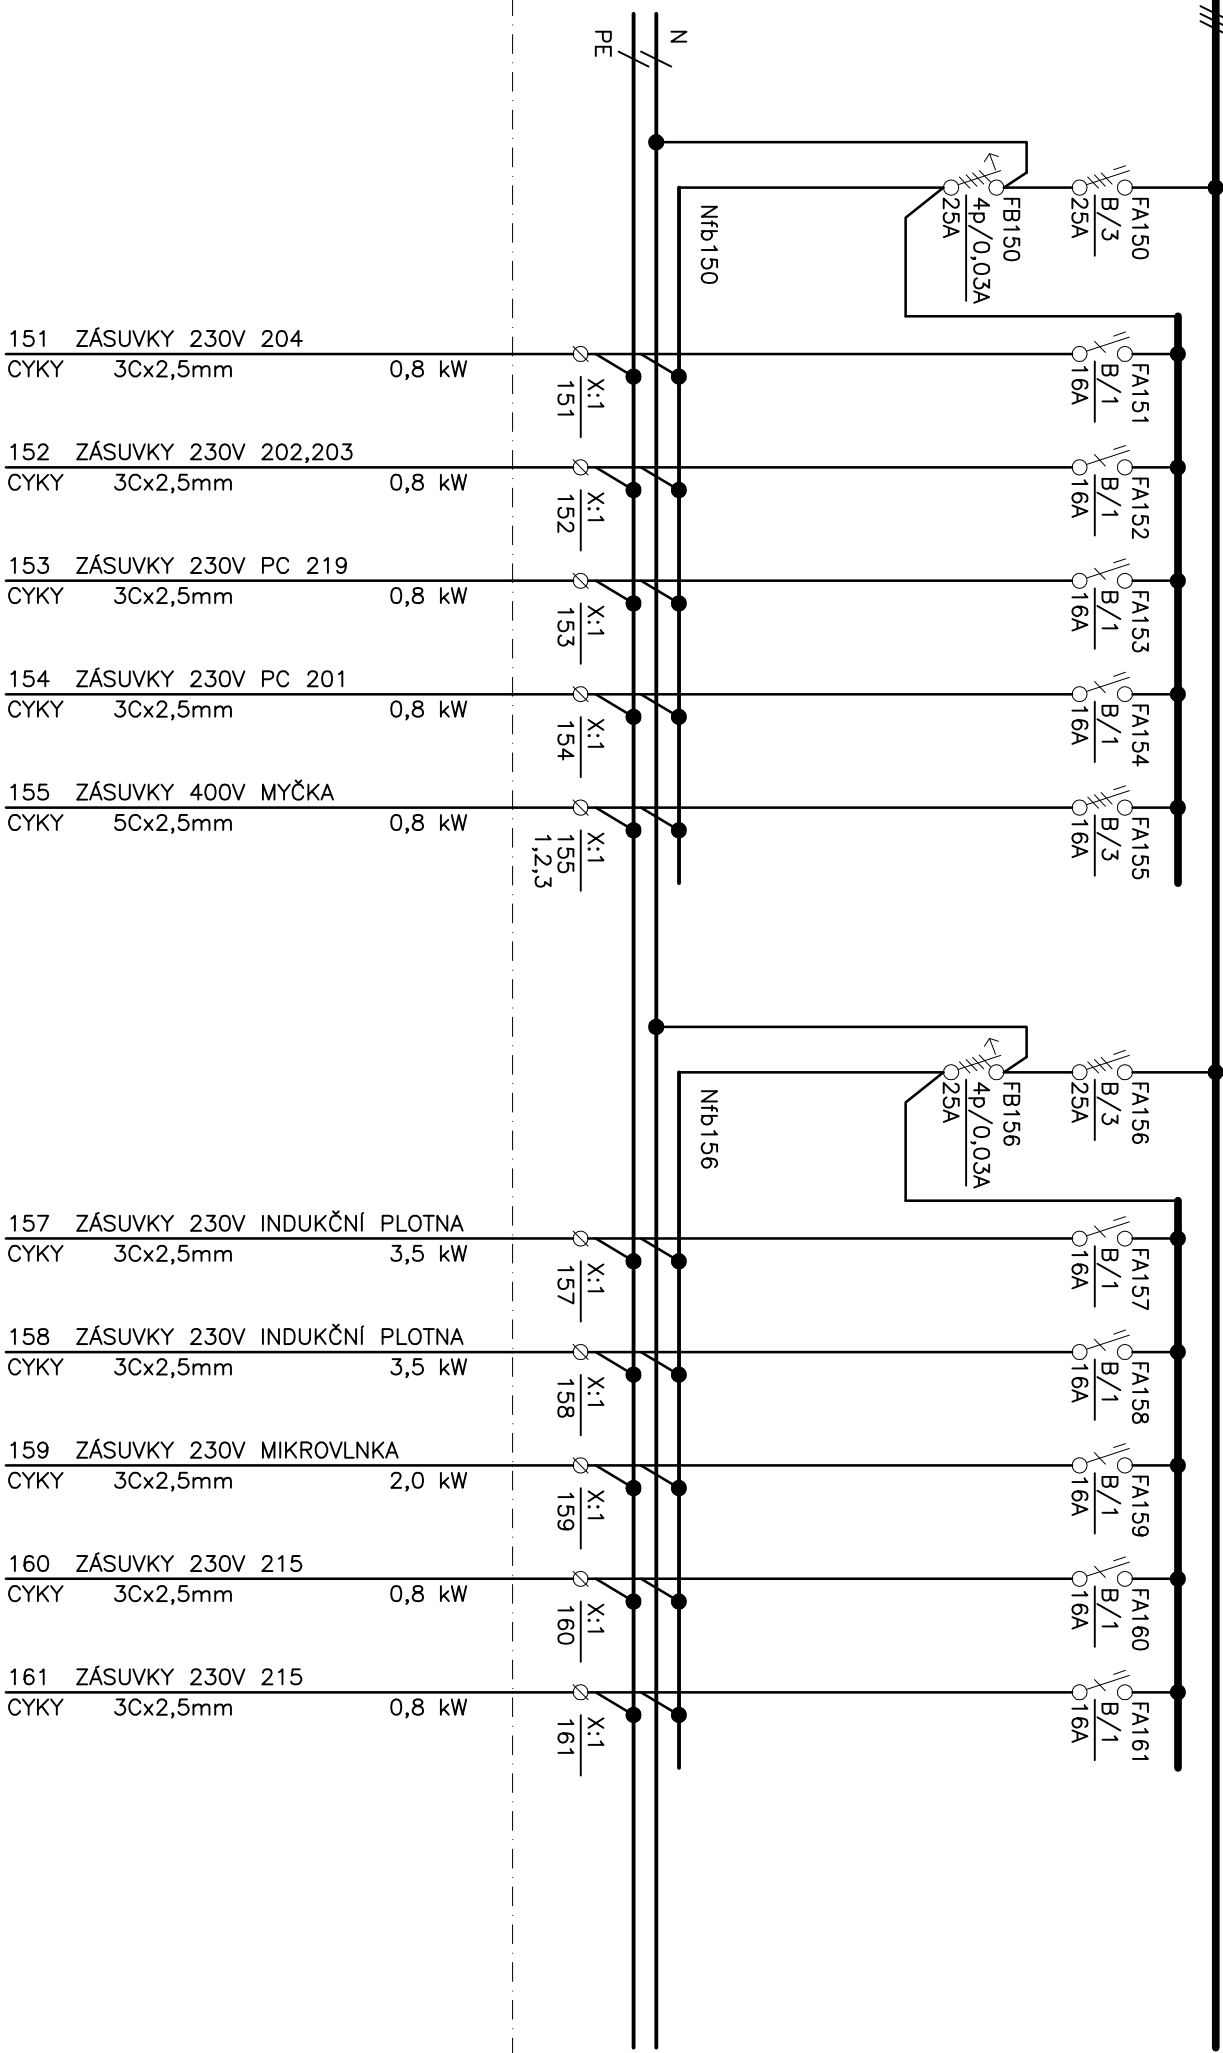 N
PE
FA150
B/3
25A
FB150
4p/0,03A
25A
Nfb150
151 ZÁSUVKY 230V 204
CYKY 3Cx2,5mm 0,8 kW
X:1
151
FA151
B/1
16A
152 ZÁSUVKY 230V 202,203
CYKY 3Cx2,5mm 0,8 kW
X:1
152
FA152
B/1
16A
153 ZÁSUVKY 230V PC 219
CYKY 3Cx2,5mm 0,8 kW
X:1
153
FA153
B/1
16A
154 ZÁSUVKY 230V PC 201
CYKY 3Cx2,5mm 0,8 kW
X:1
154
FA154
B/1
16A
155 ZÁSUVKY 400V MYČKA
CYKY 5Cx2,5mm 0,8 kW
X:1
155
1,2,3
FA155
B/3
16A
FA156
B/3
25A
FB156
4p/0,03A
25A
Nfb156
157 ZÁSUVKY 230V INDUKČNÍ PLOTNA
CYKY 3Cx2,5mm 3,5 kW
X:1
157
FA157
B/1
16A
158 ZÁSUVKY 230V INDUKČNÍ PLOTNA
CYKY 3Cx2,5mm 3,5 kW
X:1
158
FA158
B/1
16A
159 ZÁSUVKY 230V MIKROVLNKA
CYKY 3Cx2,5mm 2,0 kW
X:1
159
FA159
B/1
16A
160 ZÁSUVKY 230V 215
CYKY 3Cx2,5mm 0,8 kW
X:1
160
FA160
B/1
16A
161 ZÁSUVKY 230V 215
CYKY 3Cx2,5mm 0,8 kW
X:1
161
FA161
B/1
16A